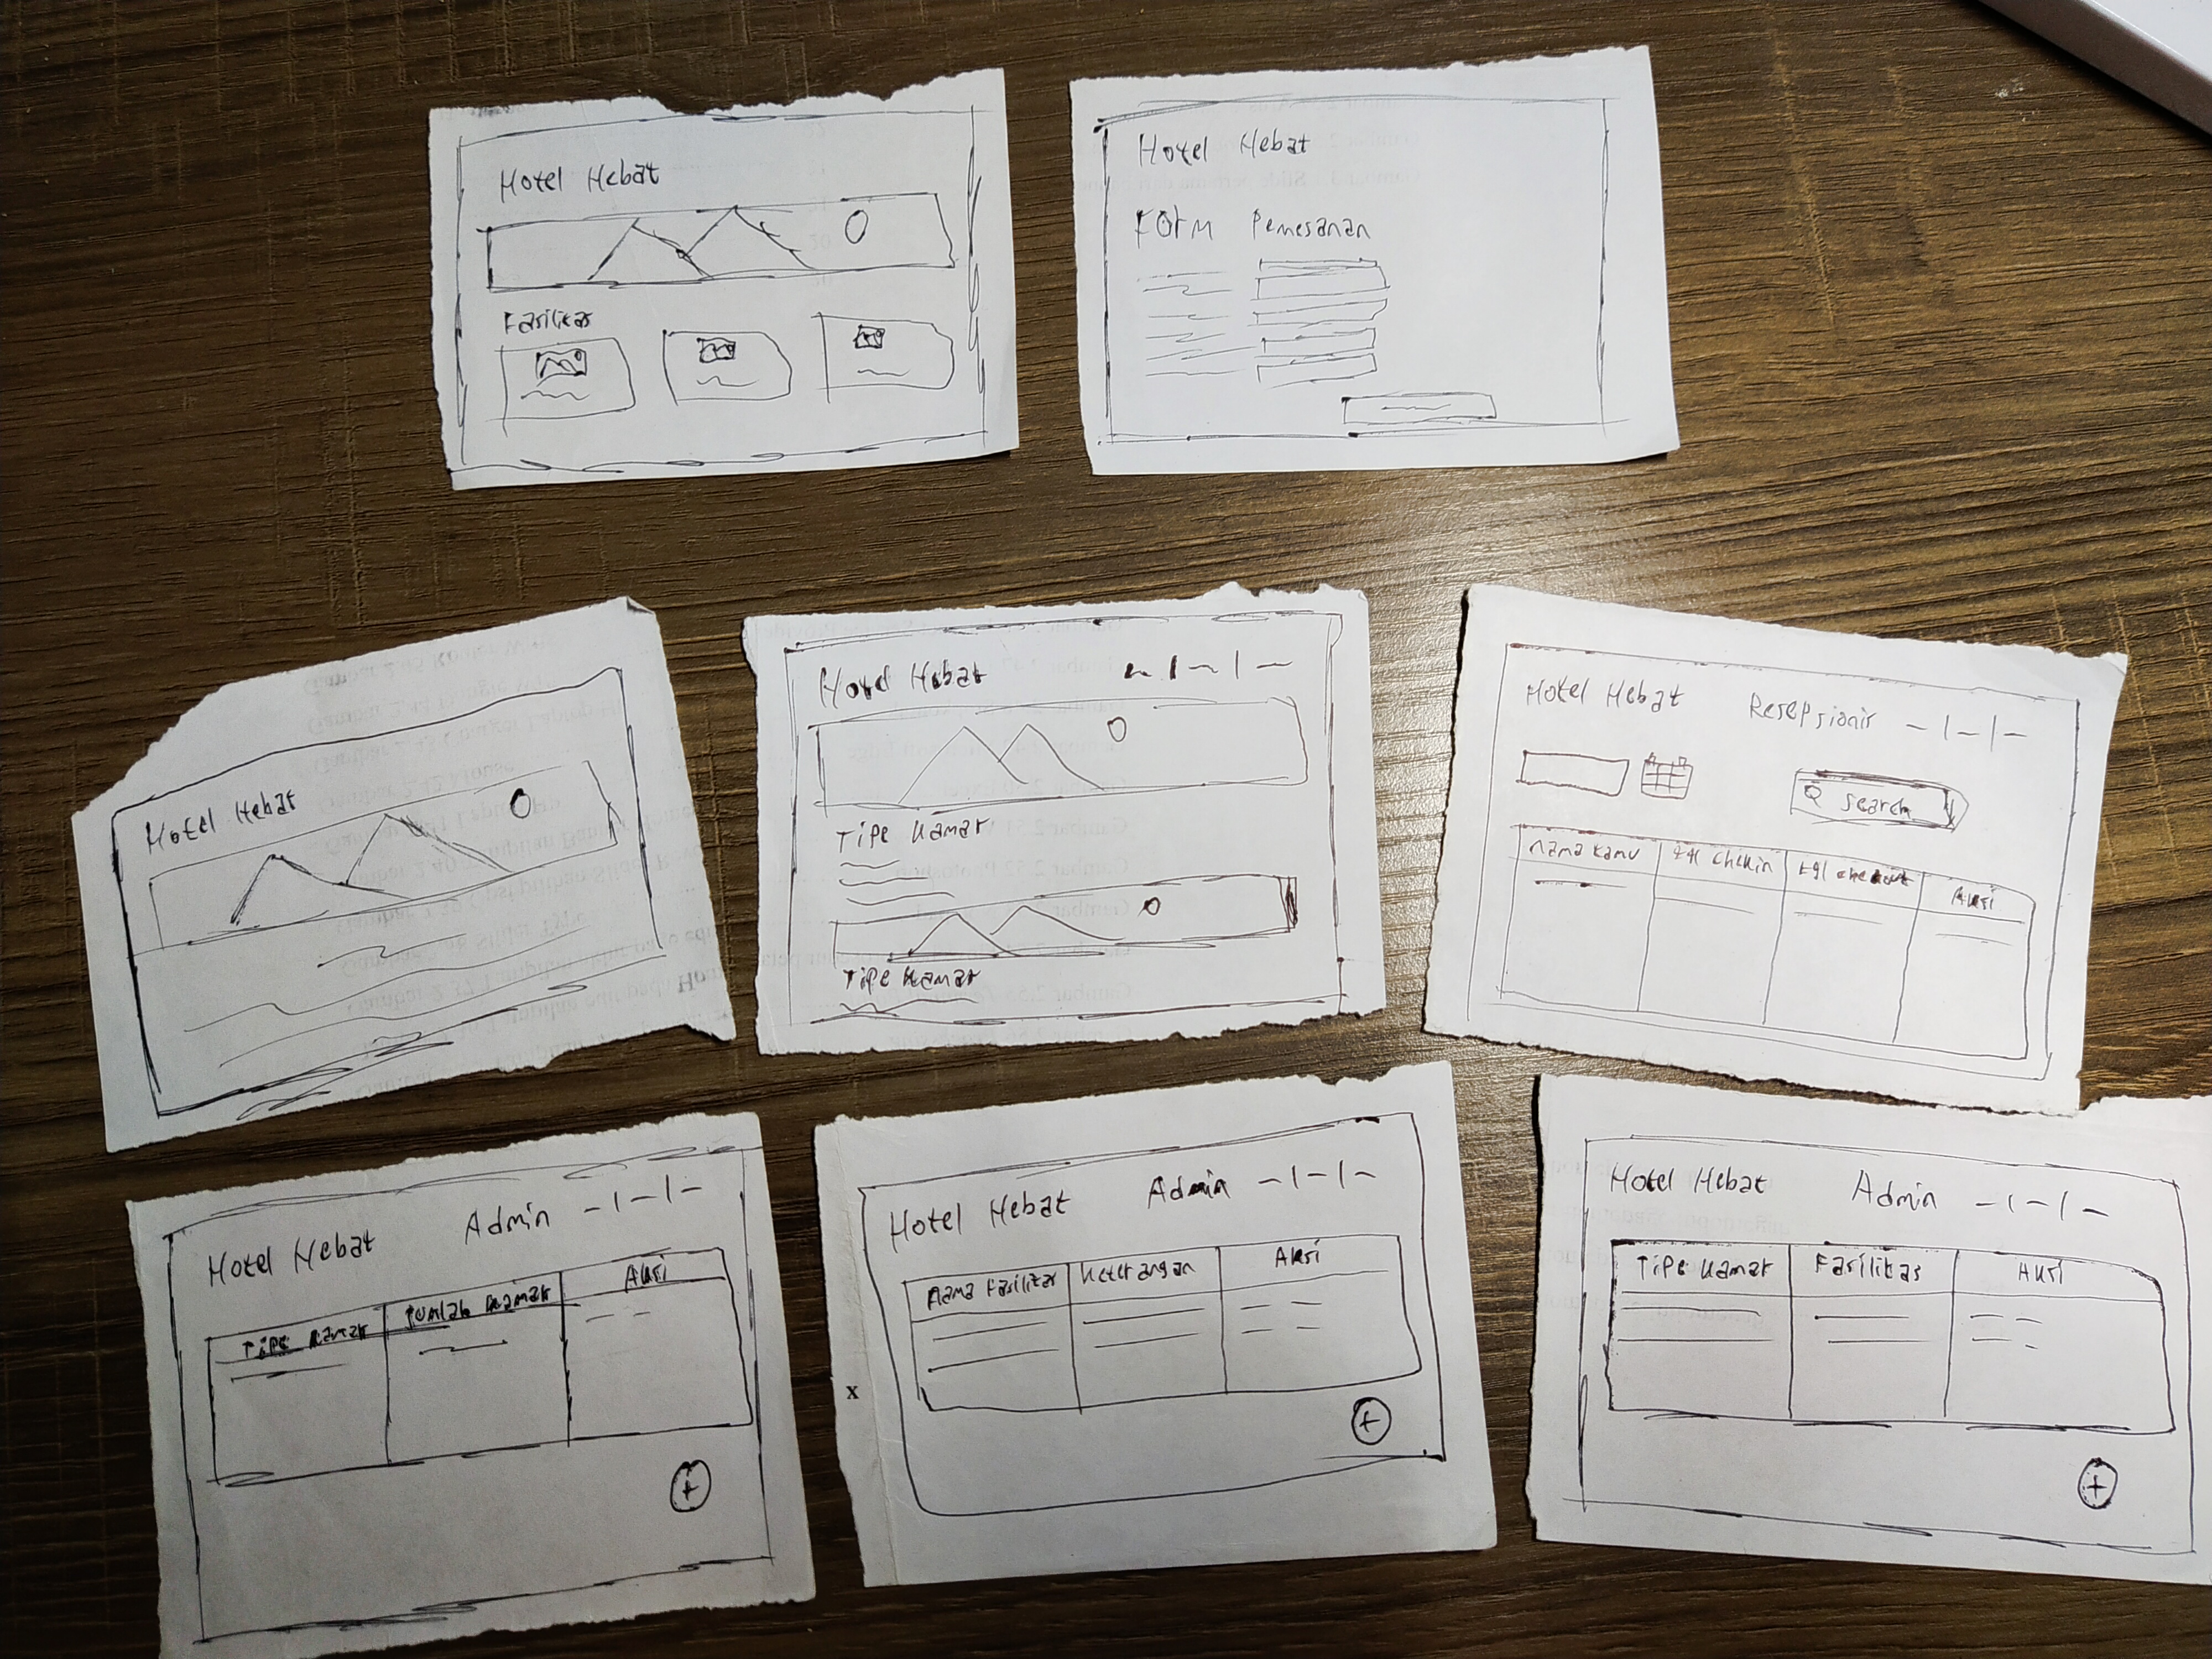 Hotel Hebat
Fasilitas
Hotel Hebat
Form Pemesanan
Hotel Hebat
Hotel Hebat
Tipe Kamar
Tipe Kamar
Hotel Hebat Resepsionis
Search
nama tamu tgl chekin tgl checkout Aksi
Hotel Hebat Admin
Tipe kamar Jumlah kamar Aksi
+
Hotel Hebat Admin
Nama Fasilitas Keterangan Aksi
+
x
Hotel Hebat Admin
Tipe Kamar Fasilitas Aksi
+